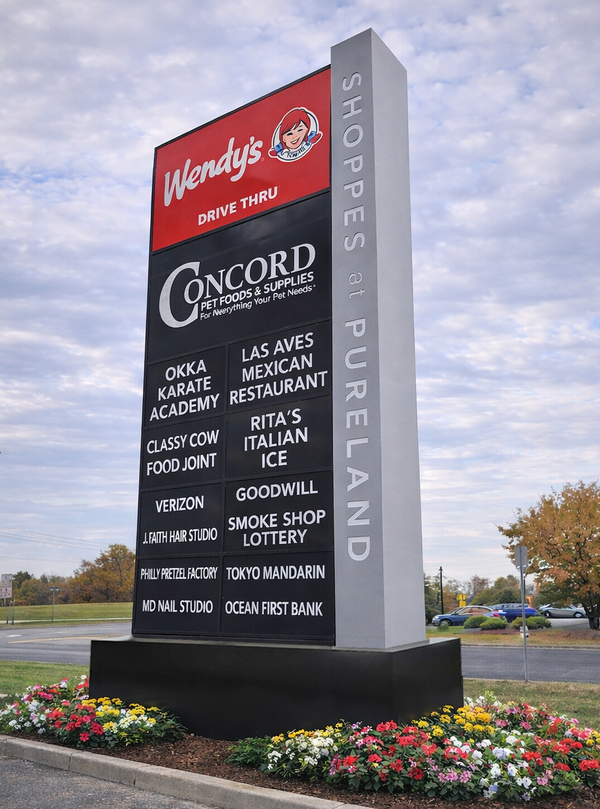 Wendy's
DRIVE THRU
CONCORD
PET FOODS & SUPPLIES
OKKA
KARATE
ACADEMY
LAS AVES
MEXICAN
RESTAURANT
CLASSY COW
FOOD JOINT
RITA'S
ITALIAN
ICE
VERIZON
J. FAITH HAIR STUDIO
GOODWILL
SMOKE SHOP
LOTTERY
PHILLY PRETZEL FACTORY
MD NAIL STUDIO
TOKYO MANDARIN
OCEAN FIRST BANK
SHOPPES at PURELAND
For Everything Your Pet Needs